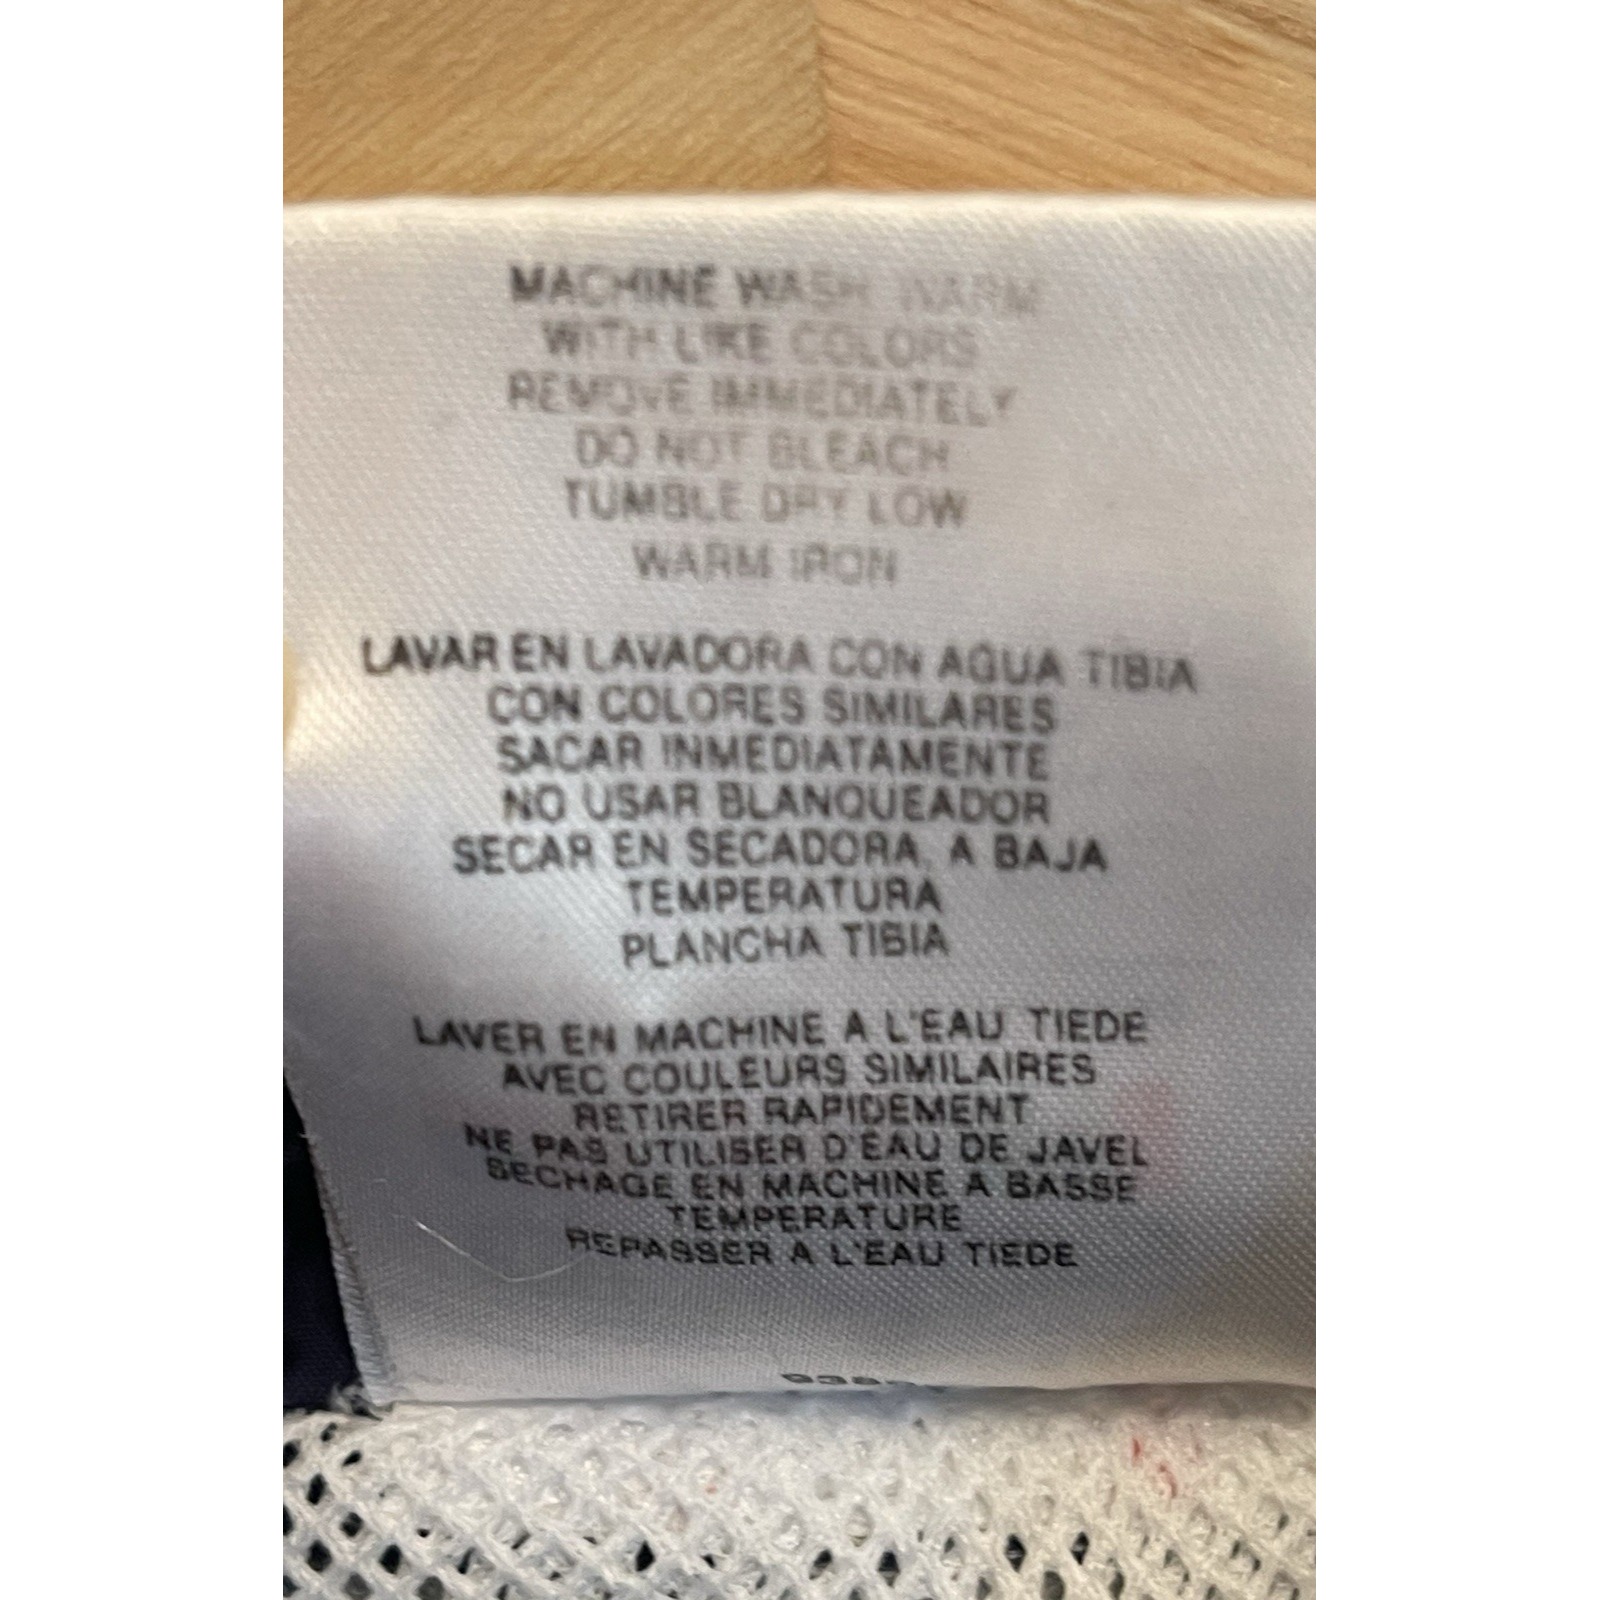 MACHINE WASH WARM
WITH LIKE COLORS
REMOVE IMMEDIATELY
DO NOT BLEACH
TUMBLE DRY LOW
WARM IRON
LAVAR EN LAVADORA CON AGUA TIBIA
CON COLORES SIMILARES
SACAR INMEDIATAMENTE
NO USAR BLANQUEADOR
SECAR EN SECADORA, A BAJA
TEMPERATURA
PLANCHA TIBIA
LAVER EN MACHINE A L'EAU TIEDE
AVEC COULEURS SIMILAIRES
RETIRER RAPIDEMENT
NE PAS UTILISER D'EAU DE JAVEL
SECHAGE EN MACHINE A BASSE
TEMPERATURE
REPASSER A L'EAU TIEDE